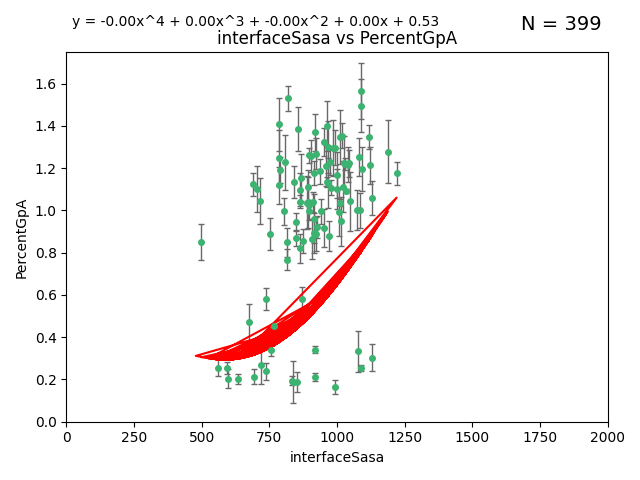 y = -0.00x^4 + 0.00x^3 + -0.00x^2 + 0.00x + 0.53
N = 399
interfaceSasa vs PercentGpA
PercentGpA
1.6
1.4
1.2
1.0
0.8
0.6
0.4
0.2
0.0
0 250 500 750 1000 1250 1500 1750 2000
interfaceSasa